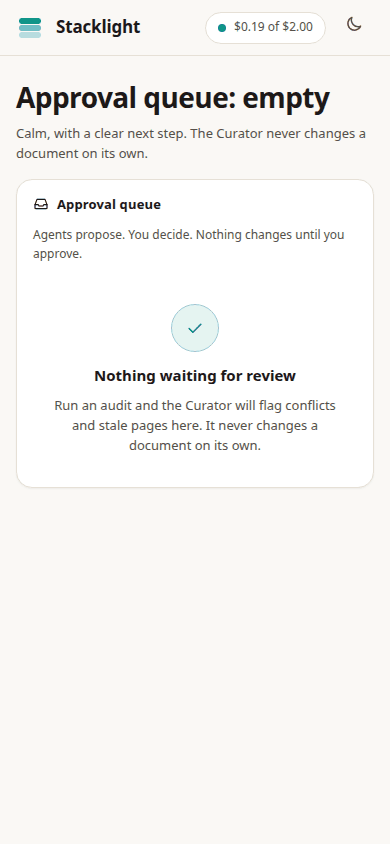 Stacklight
$0.19 of $2.00
Approval queue: empty
Calm, with a clear next step. The Curator never changes a
document on its own.
Approval queue
Agents propose. You decide. Nothing changes until you
approve.
Nothing waiting for review
Run an audit and the Curator will flag conflicts
and stale pages here. It never changes a
document on its own.